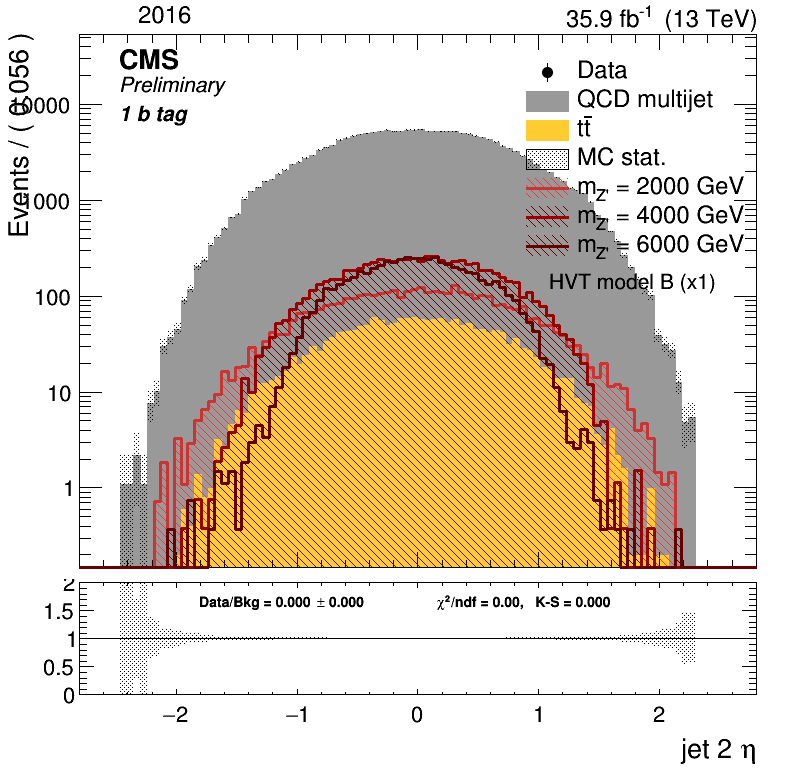 2016 35.9 fb⁻¹ (13 TeV)
CMS
Preliminary
1 b tag
Data
QCD multijet
tt̄
MC stat.
m_Z' = 2000 GeV
m_Z' = 4000 GeV
m_Z' = 6000 GeV
HVT model B (x1)
Events / ( 0.056 )
10000
1000
100
10
1
Data/Bkg = 0.000 ± 0.000 χ²/ndf = 0.00, K-S = 0.000
2
1.5
1
0.5
0
−2 −1 0 1 2
jet 2 η